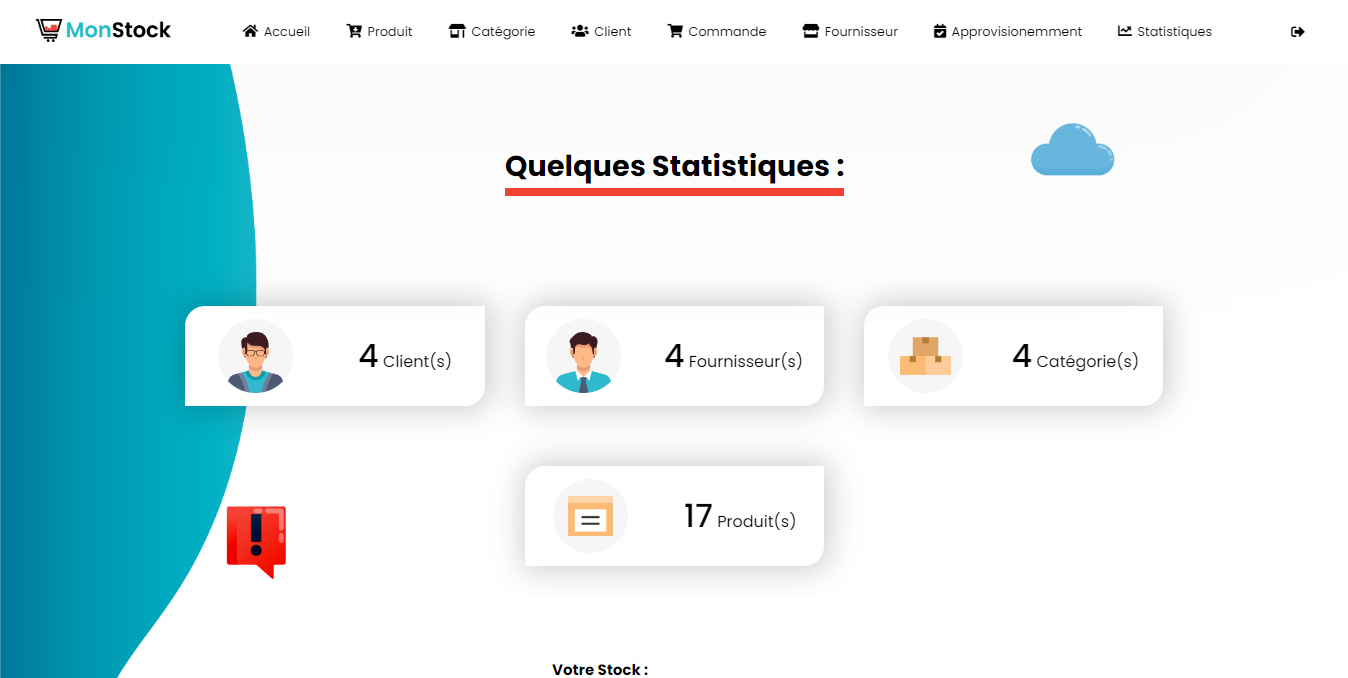 MonStock Accueil Produit Catégorie Client Commande Fournisseur Approvisionemment Statistiques
Quelques Statistiques :
4 Client(s)
4 Fournisseur(s)
4 Catégorie(s)
17 Produit(s)
Votre Stock :